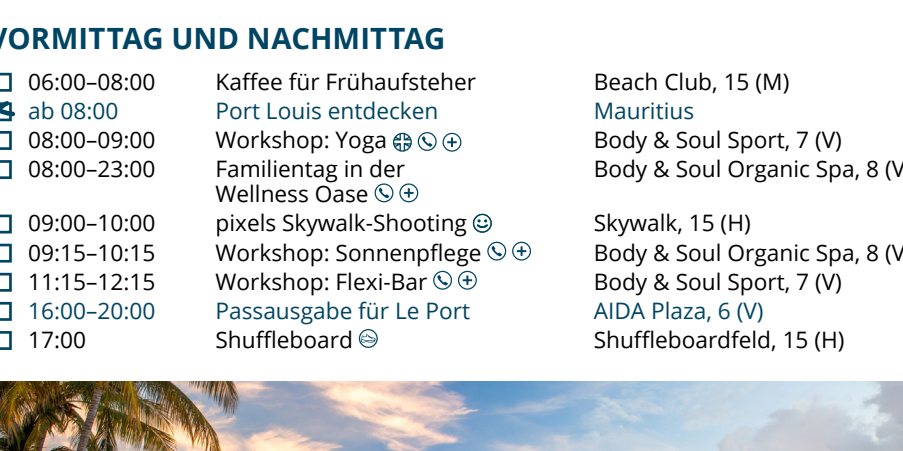 VORMITTAG UND NACHMITTAG
06:00–08:00 Kaffee für Frühaufsteher Beach Club, 15 (M)
ab 08:00 Port Louis entdecken Mauritius
08:00–09:00 Workshop: Yoga Body & Soul Sport, 7 (V)
08:00–23:00 Familientag in der Body & Soul Organic Spa, 8 (V
Wellness Oase
09:00–10:00 pixels Skywalk-Shooting Skywalk, 15 (H)
09:15–10:15 Workshop: Sonnenpflege Body & Soul Organic Spa, 8 (V
11:15–12:15 Workshop: Flexi-Bar Body & Soul Sport, 7 (V)
16:00–20:00 Passausgabe für Le Port AIDA Plaza, 6 (V)
17:00 Shuffleboard Shuffleboardfeld, 15 (H)